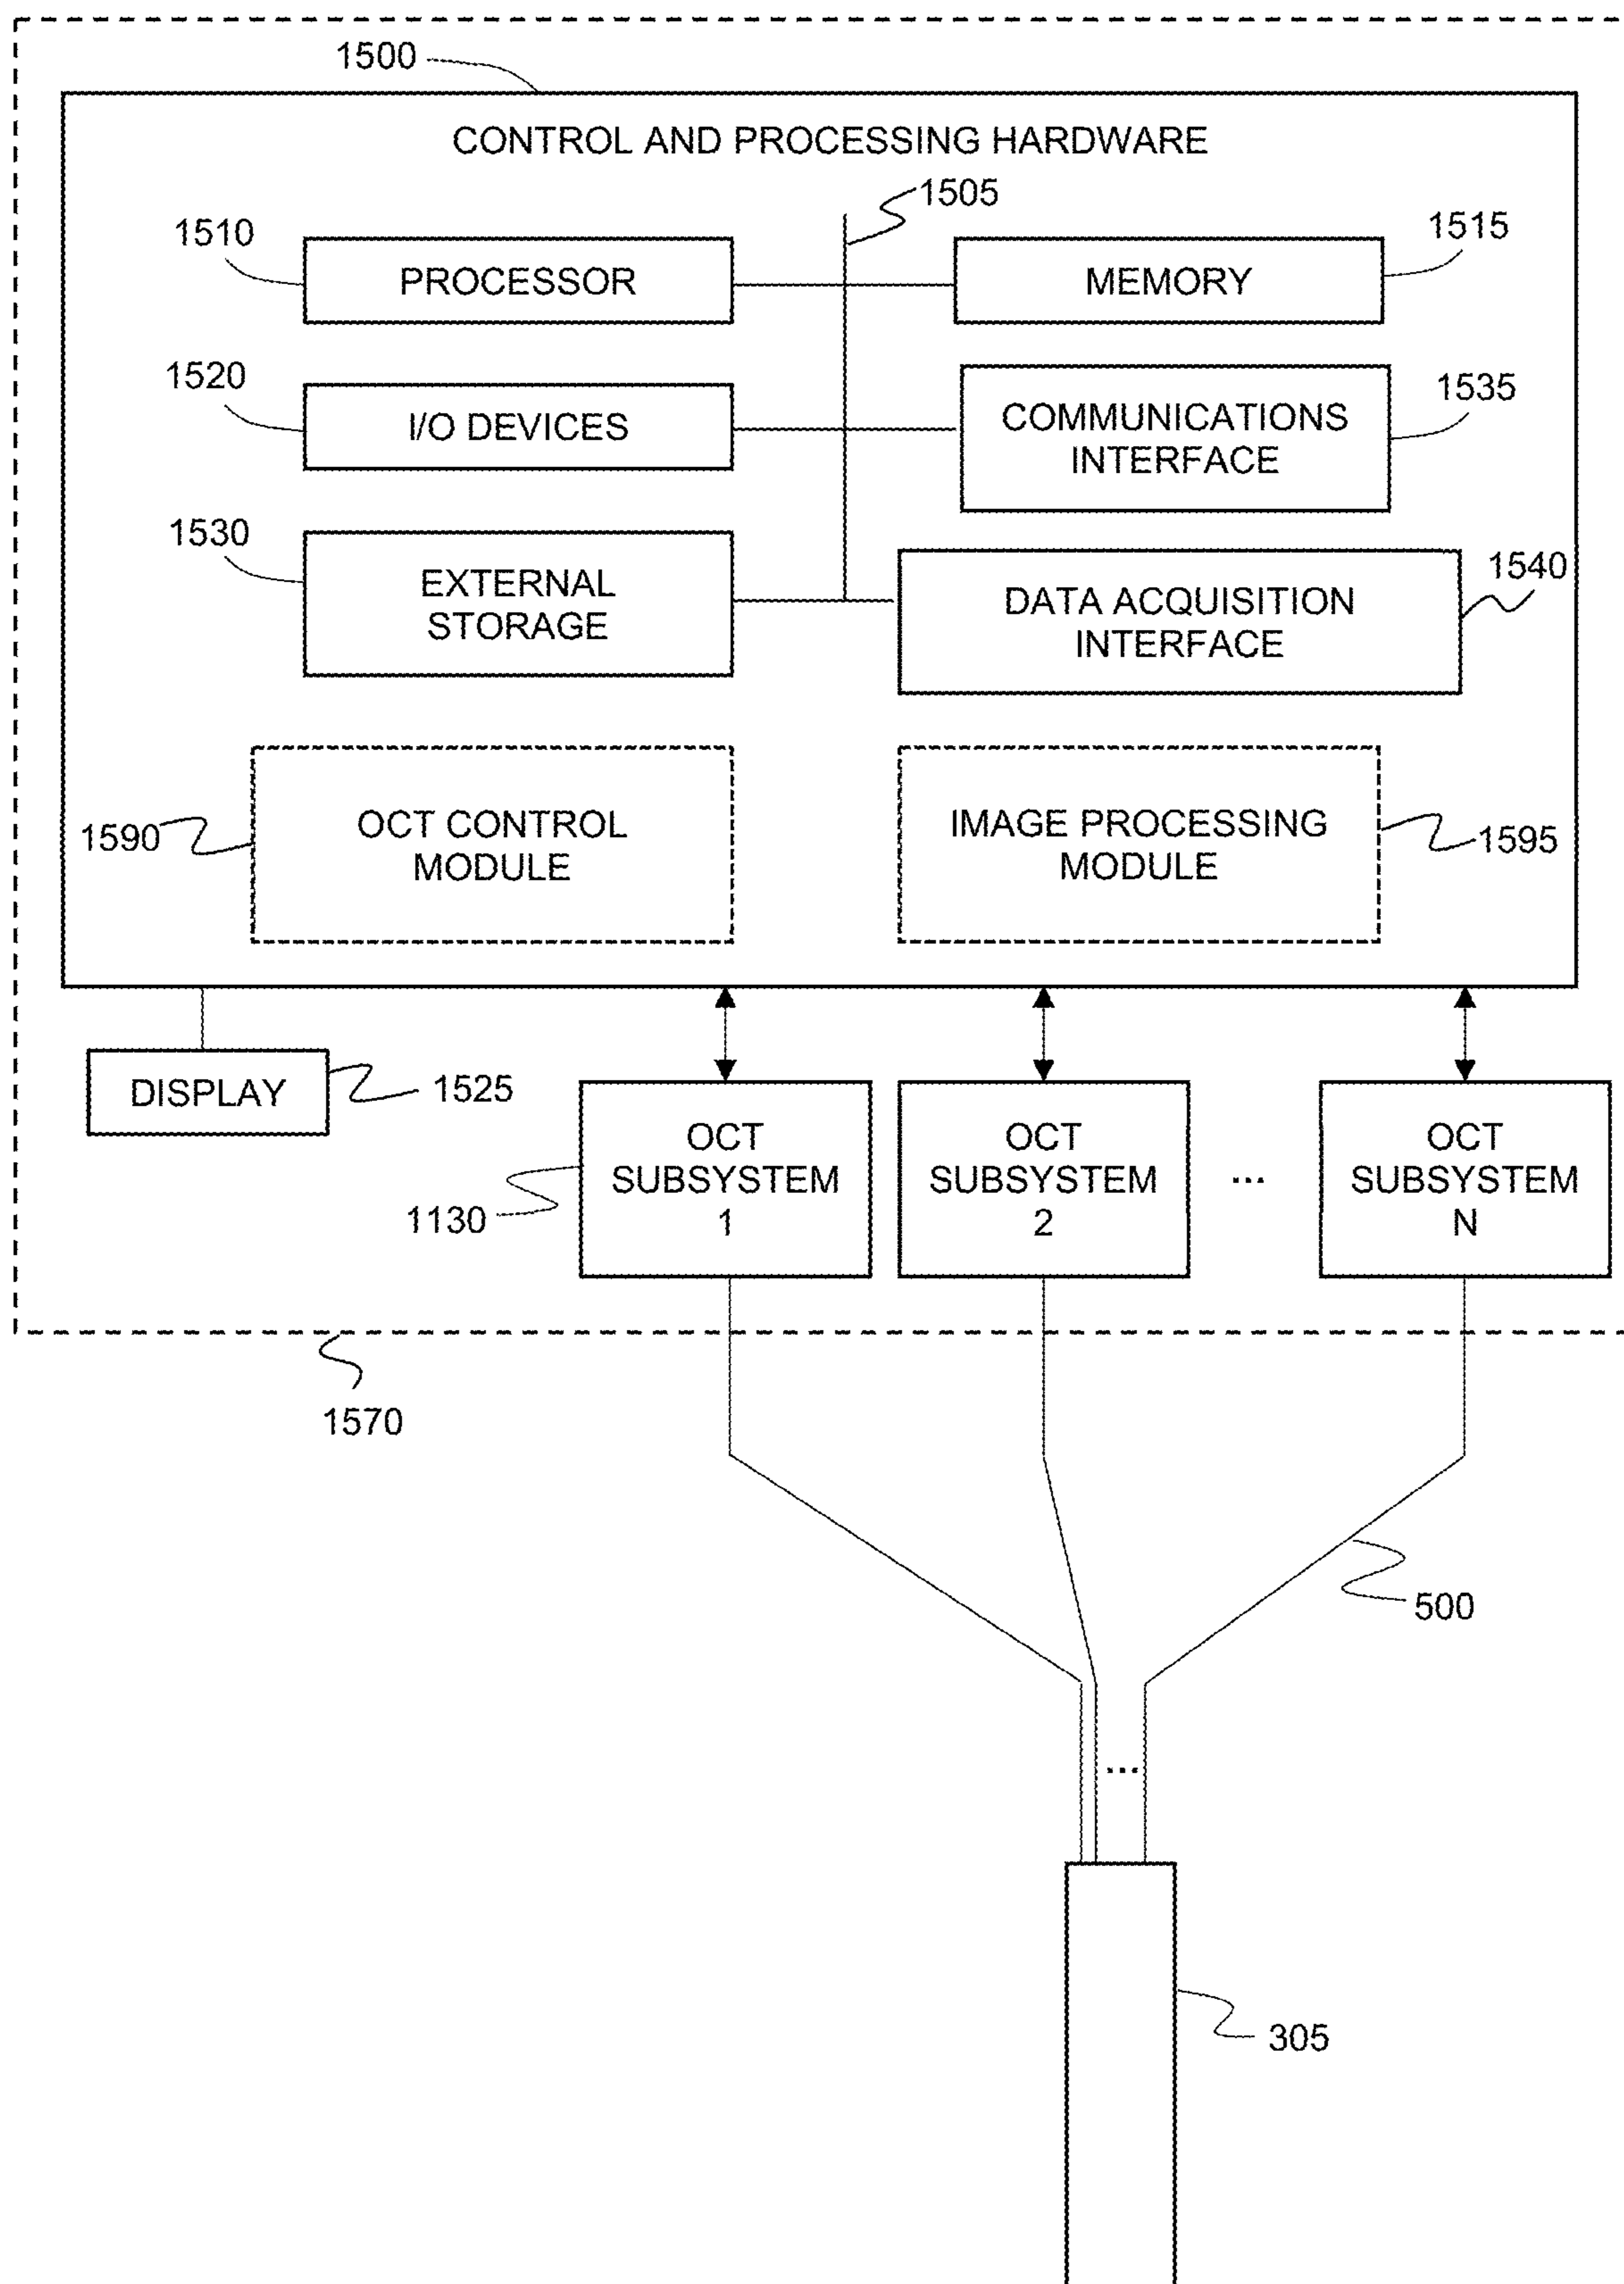 1500
CONTROL AND PROCESSING HARDWARE
1505
1510
PROCESSOR
MEMORY
1515
1520
I/O DEVICES
COMMUNICATIONS
INTERFACE
1535
1530
EXTERNAL
STORAGE
DATA ACQUISITION
INTERFACE
1540
1590
OCT CONTROL
MODULE
IMAGE PROCESSING
MODULE
1595
DISPLAY
1525
OCT
SUBSYSTEM
1
OCT
SUBSYSTEM
2
...
OCT
SUBSYSTEM
N
1130
1570
500
...
305